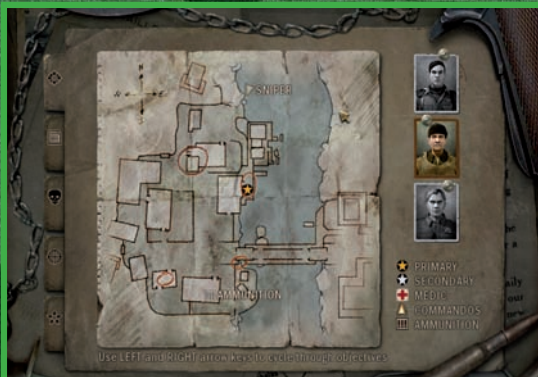 N
SNIPER
AMMUNITION
PRIMARY
SECONDARY
MEDIC
COMMANDOS
AMMUNITION
Use LEFT and RIGHT arrow keys to cycle through objectives